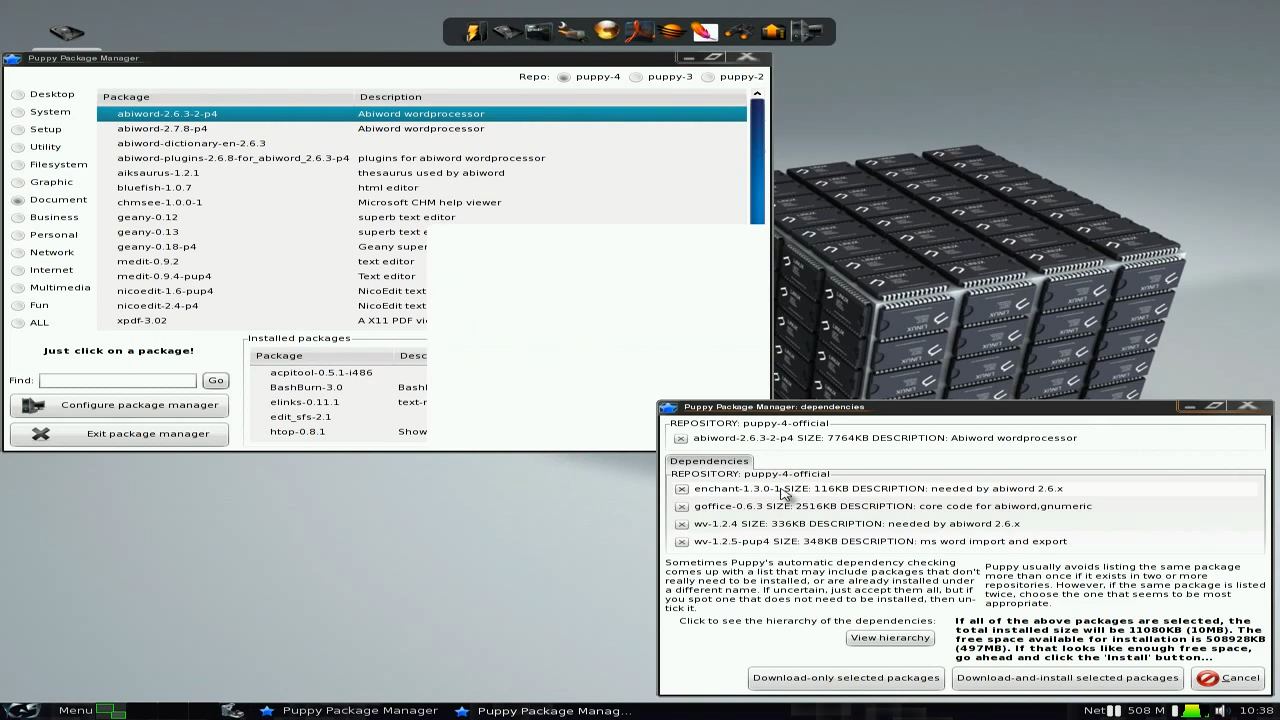 Puppy Package Manager
Repo: puppy-4 puppy-3 puppy-2
Desktop
System
Setup
Utility
Filesystem
Graphic
Document
Business
Personal
Network
Internet
Multimedia
Fun
ALL
Package Description
abiword-2.6.3-2-p4 Abiword wordprocessor
abiword-2.7.8-p4 Abiword wordprocessor
abiword-dictionary-en-2.6.3
abiword-plugins-2.6.8-for_abiword_2.6.3-p4 plugins for abiword wordprocessor
aiksaurus-1.2.1 thesaurus used by abiword
bluefish-1.0.7 html editor
chmsee-1.0.0-1 Microsoft CHM help viewer
geany-0.12 superb text editor
geany-0.13 superb text
geany-0.18-p4 Geany super
medit-0.9.2 text editor
medit-0.9.4-pup4 Text editor
nicoedit-1.6-pup4 NicoEdit text
nicoedit-2.4-p4 NicoEdit text
xpdf-3.02 A X11 PDF vi
Just click on a package!
Find: Go
Configure package manager
Exit package manager
Installed packages
Package Desc
acpitool-0.5.1-i486
BashBurn-3.0 Bash
elinks-0.11.1 text-
edit_sfs-2.1
htop-0.8.1 Show
Puppy Package Manager: dependencies
REPOSITORY: puppy-4-official
abiword-2.6.3-2-p4 SIZE: 7764KB DESCRIPTION: Abiword wordprocessor
Dependencies
REPOSITORY: puppy-4-official
enchant-1.3.0-1 SIZE: 116KB DESCRIPTION: needed by abiword 2.6.x
goffice-0.6.3 SIZE: 2516KB DESCRIPTION: core code for abiword,gnumeric
wv-1.2.4 SIZE: 336KB DESCRIPTION: needed by abiword 2.6.x
wv-1.2.5-pup4 SIZE: 348KB DESCRIPTION: ms word import and export
Sometimes Puppy's automatic dependency checking
comes up with a list that may include packages that don't
really need to be installed, or are already installed under
a different name. If uncertain, just accept them all, but if
you spot one that does not need to be installed, then un-
tick it.
Puppy usually avoids listing the same package
more than once if it exists in two or more
repositories. However, if the same package is listed
twice, choose the one that seems to be most
appropriate.
Click to see the hierarchy of the dependencies:
View hierarchy
If all of the above packages are selected, the
total installed size will be 11080KB (10MB). The
free space available for installation is 508928KB
(497MB). If that looks like enough free space,
go ahead and click the 'Install' button...
Download-only selected packages Download-and-install selected packages Cancel
Menu Puppy Package Manager Puppy Package Manag... Net 508 M 10:38
LINUX